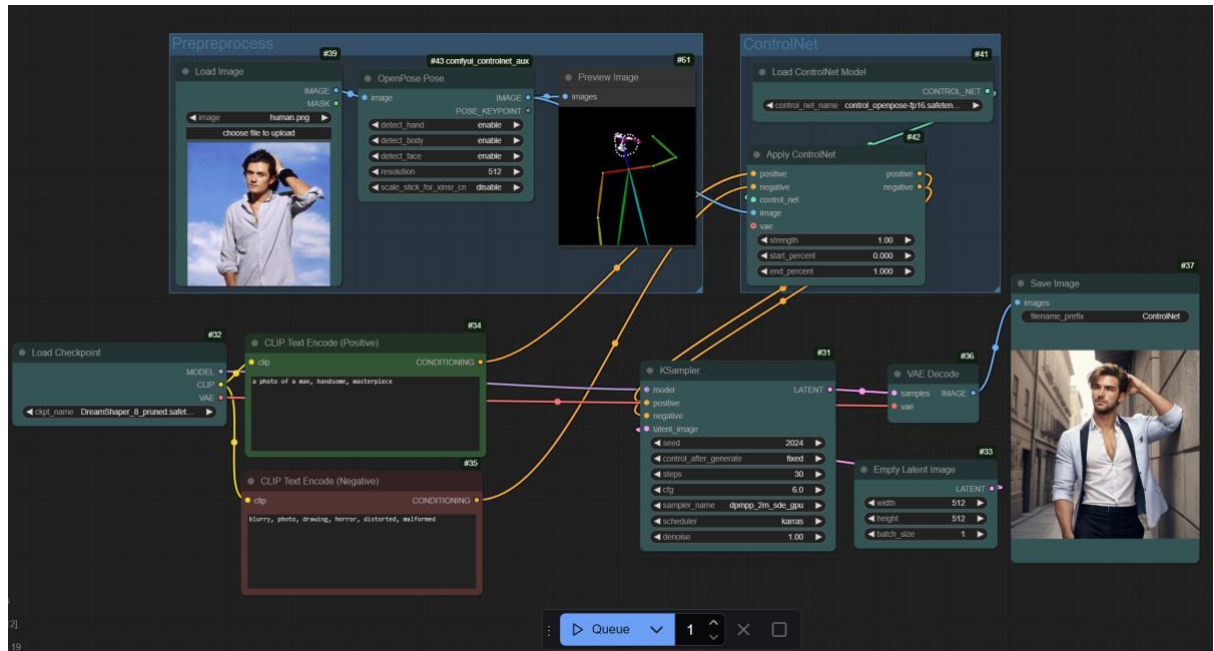 Prepreprocess
#39
Load Image
IMAGE
MASK
image human.png
choose file to upload
#43 comfyui_controlnet_aux
OpenPose Pose
image IMAGE
POSE_KEYPOINT
detect_hand enable
detect_body enable
detect_face enable
resolution 512
scale_stick_for_xinsr_cn disable
#61
Preview Image
images
ControlNet
#41
Load ControlNet Model
CONTROL_NET
control_net_name control_openpose-fp16.safeten...
#42
Apply ControlNet
positive positive
negative negative
control_net
image
vae
strength 1.00
start_percent 0.000
end_percent 1.000
#32
Load Checkpoint
MODEL
CLIP
VAE
ckpt_name DreamShaper_8_pruned.safet...
#34
CLIP Text Encode (Positive)
clip CONDITIONING
a photo of a man, handsome, masterpiece
#35
CLIP Text Encode (Negative)
clip CONDITIONING
blurry, photo, drawing, horror, distorted, malformed
#31
KSampler
model LATENT
positive
negative
latent_image
seed 2024
control_after_generate fixed
steps 30
cfg 6.0
sampler_name dpmpp_2m_sde_gpu
scheduler karras
denoise 1.00
#36
VAE Decode
samples IMAGE
vae
#33
Empty Latent Image
LATENT
width 512
height 512
batch_size 1
#37
Save Image
images
filename_prefix ControlNet
Queue 1
2]
19